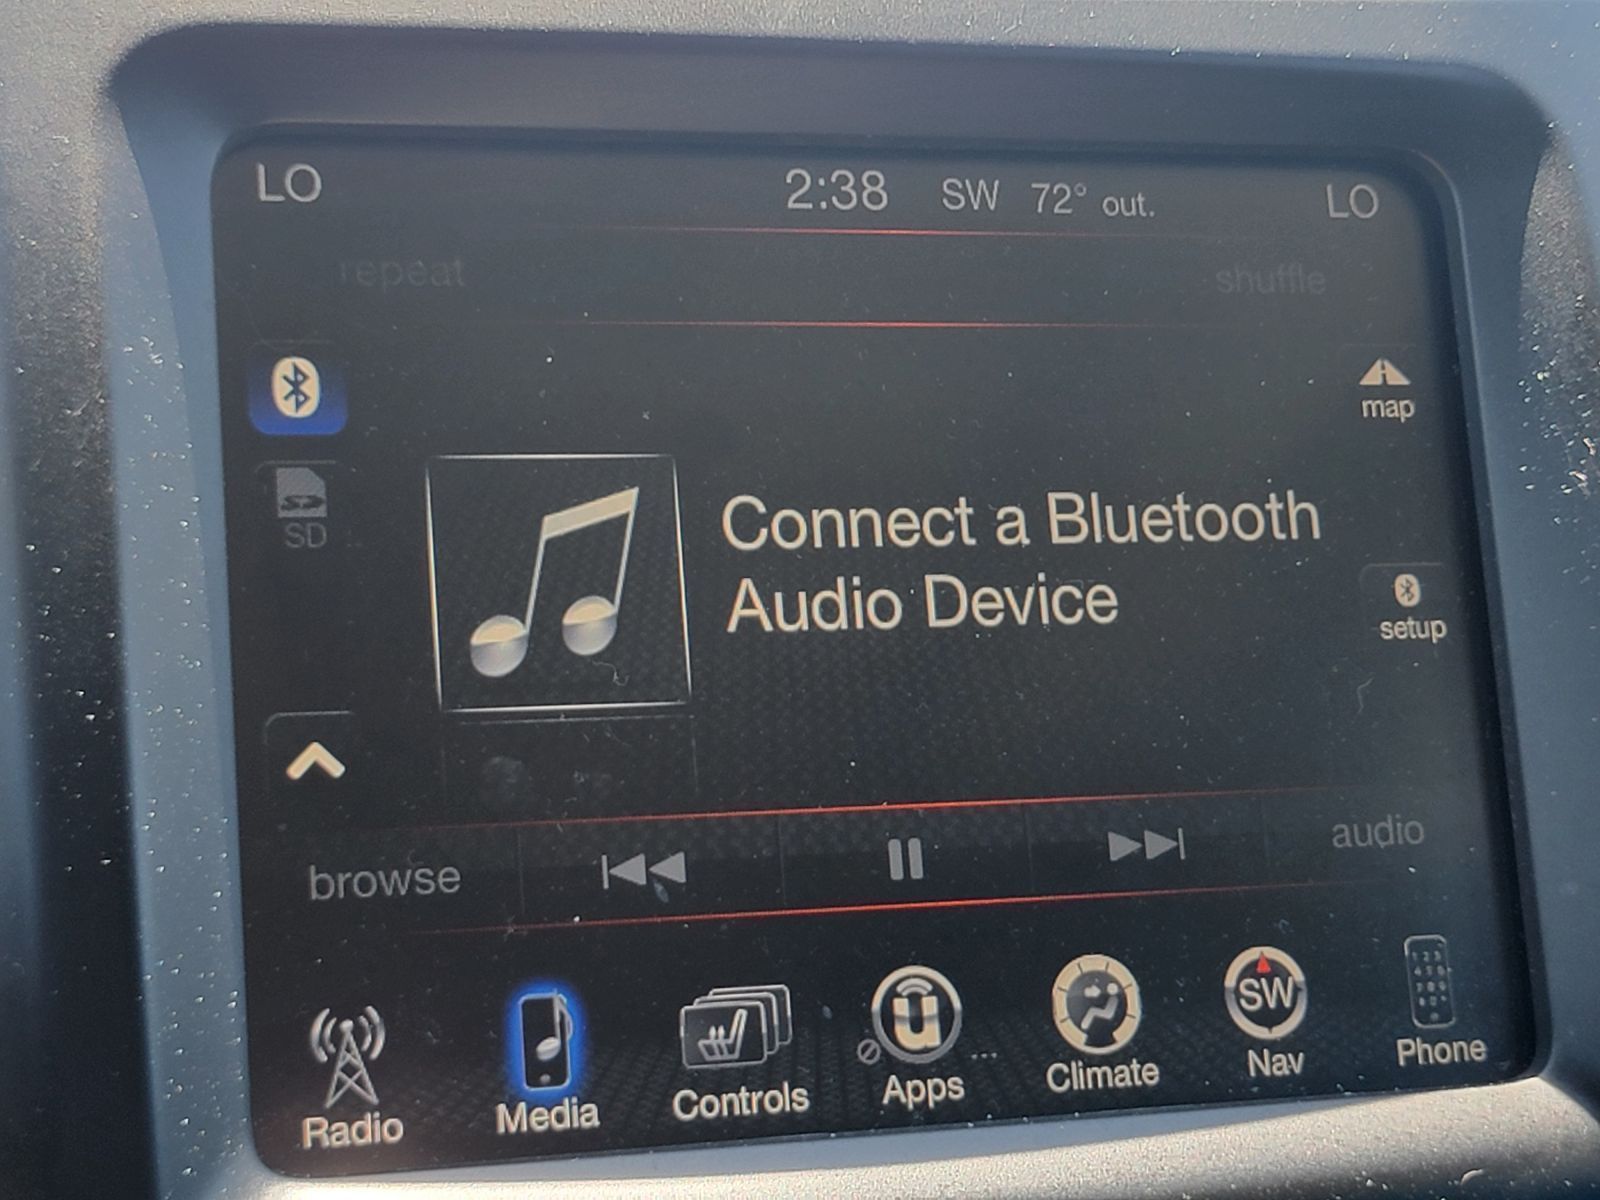 LO 2:38 SW 72° out. LO
repeat shuffle
map
SD
Connect a Bluetooth
Audio Device
setup
browse audio
SW
Radio Media Controls Apps Climate Nav Phone